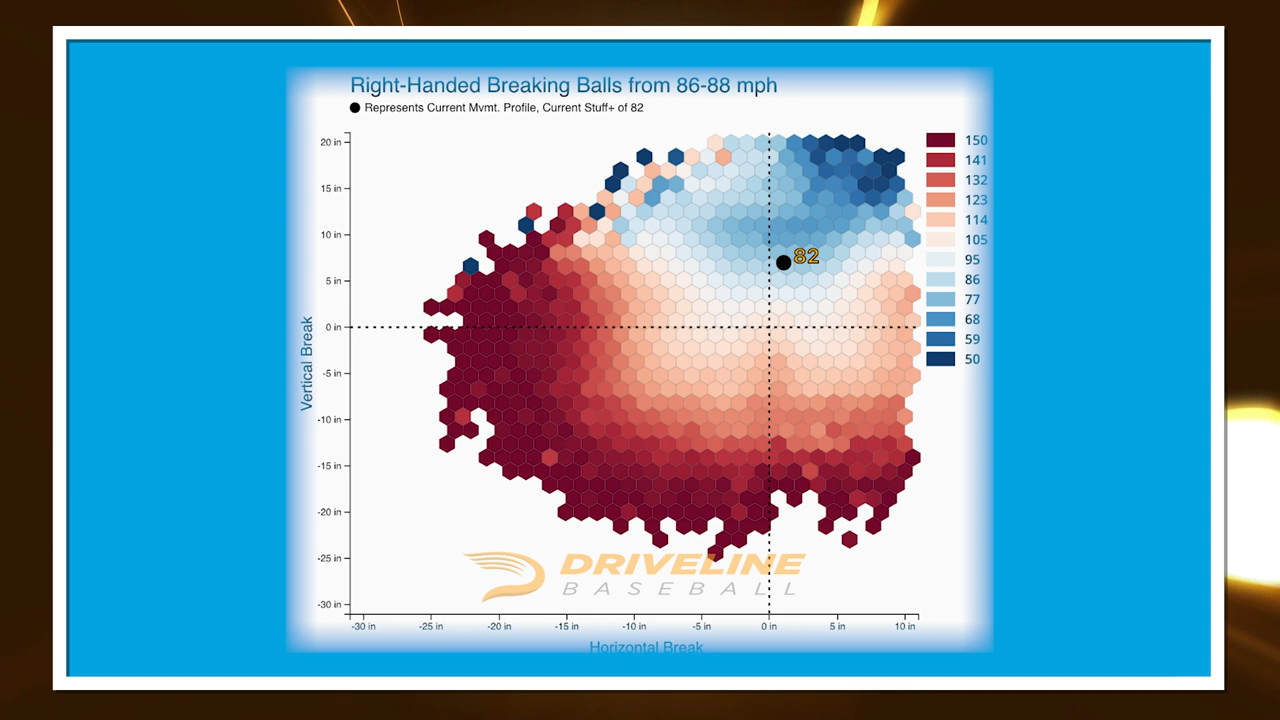 Right-Handed Breaking Balls from 86-88 mph
Represents Current Mvmt. Profile, Current Stuff+ of 82
20 in
15 in
10 in
5 in
0 in
-5 in
-10 in
-15 in
-20 in
-25 in
-30 in
Vertical Break
82
150
141
132
123
114
105
95
86
77
68
59
50
DRIVELINE
BASEBALL
-30 in
-25 in
-20 in
-15 in
-10 in
-5 in
0 in
5 in
10 in
Horizontal Break